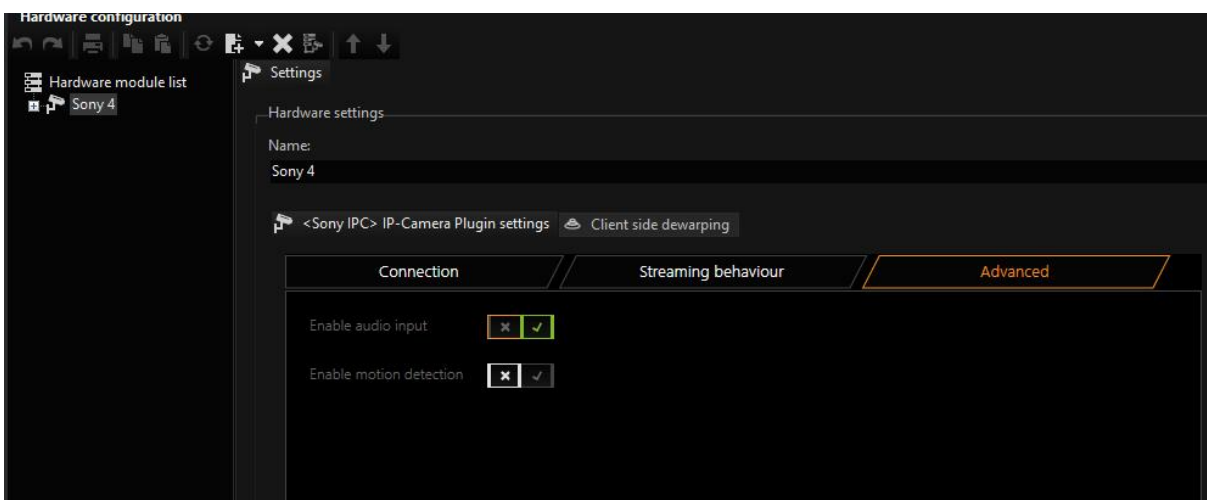 Hardware configuration
Hardware module list
Sony 4
Settings
Hardware settings
Name:
Sony 4
<Sony IPC> IP-Camera Plugin settings
Client side dewarping
Connection
Streaming behaviour
Advanced
Enable audio input
Enable motion detection